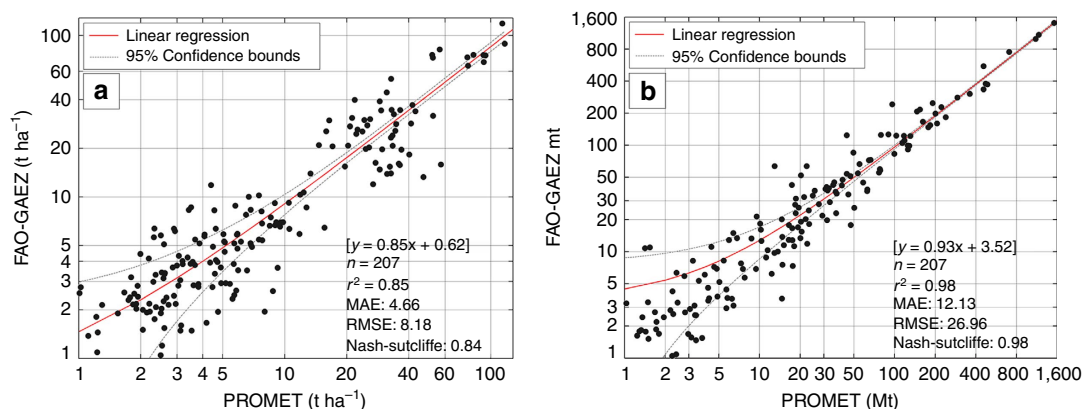 100
60
40
20
10
5
4
3
2
1
FAO-GAEZ (t ha⁻¹)
Linear regression
95% Confidence bounds
a
[y = 0.85x + 0.62]
n = 207
r² = 0.85
MAE: 4.66
RMSE: 8.18
Nash-sutcliffe: 0.84
1 2 3 4 5 10 20 40 60 100
PROMET (t ha⁻¹)
1,600
800
400
200
100
50
40
30
20
10
5
4
3
2
1
FAO-GAEZ mt
Linear regression
95% Confidence bounds
b
[y = 0.93x + 3.52]
n = 207
r² = 0.98
MAE: 12.13
RMSE: 26.96
Nash-sutcliffe: 0.98
1 2 3 5 10 20 30 50 100 200 400 800 1,600
PROMET (Mt)